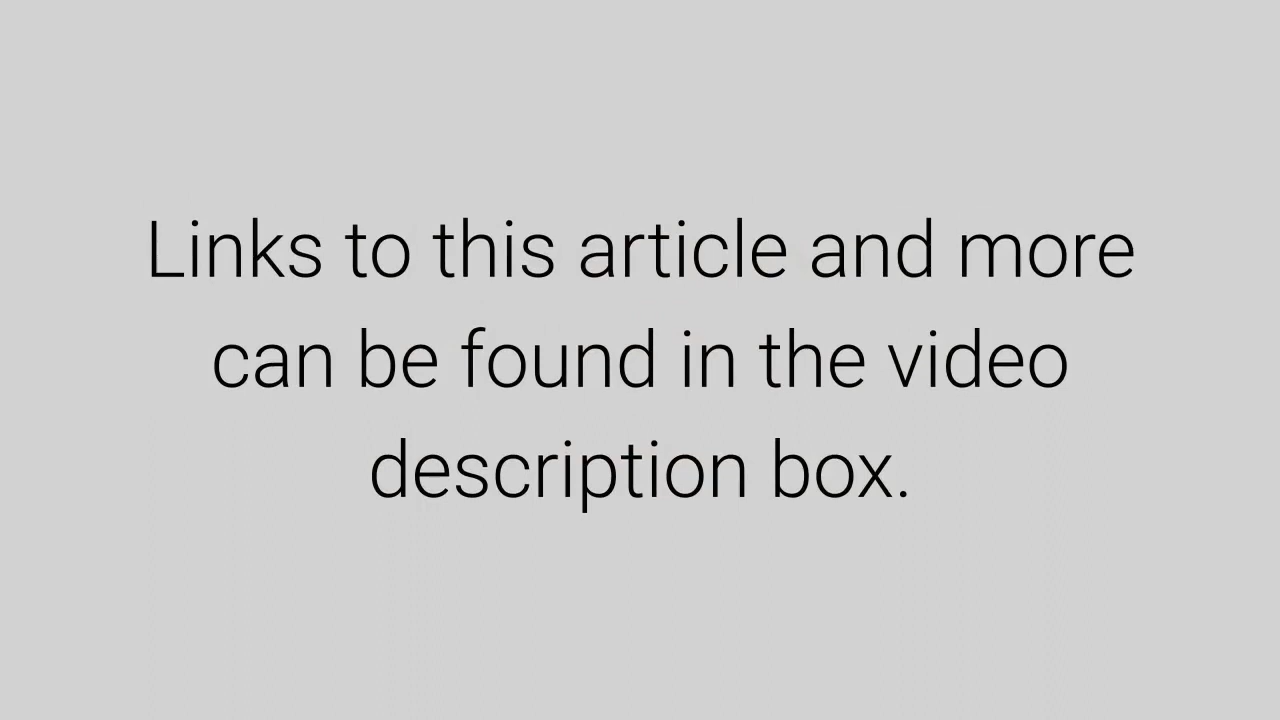 Links to this article and more
can be found in the video
description box.